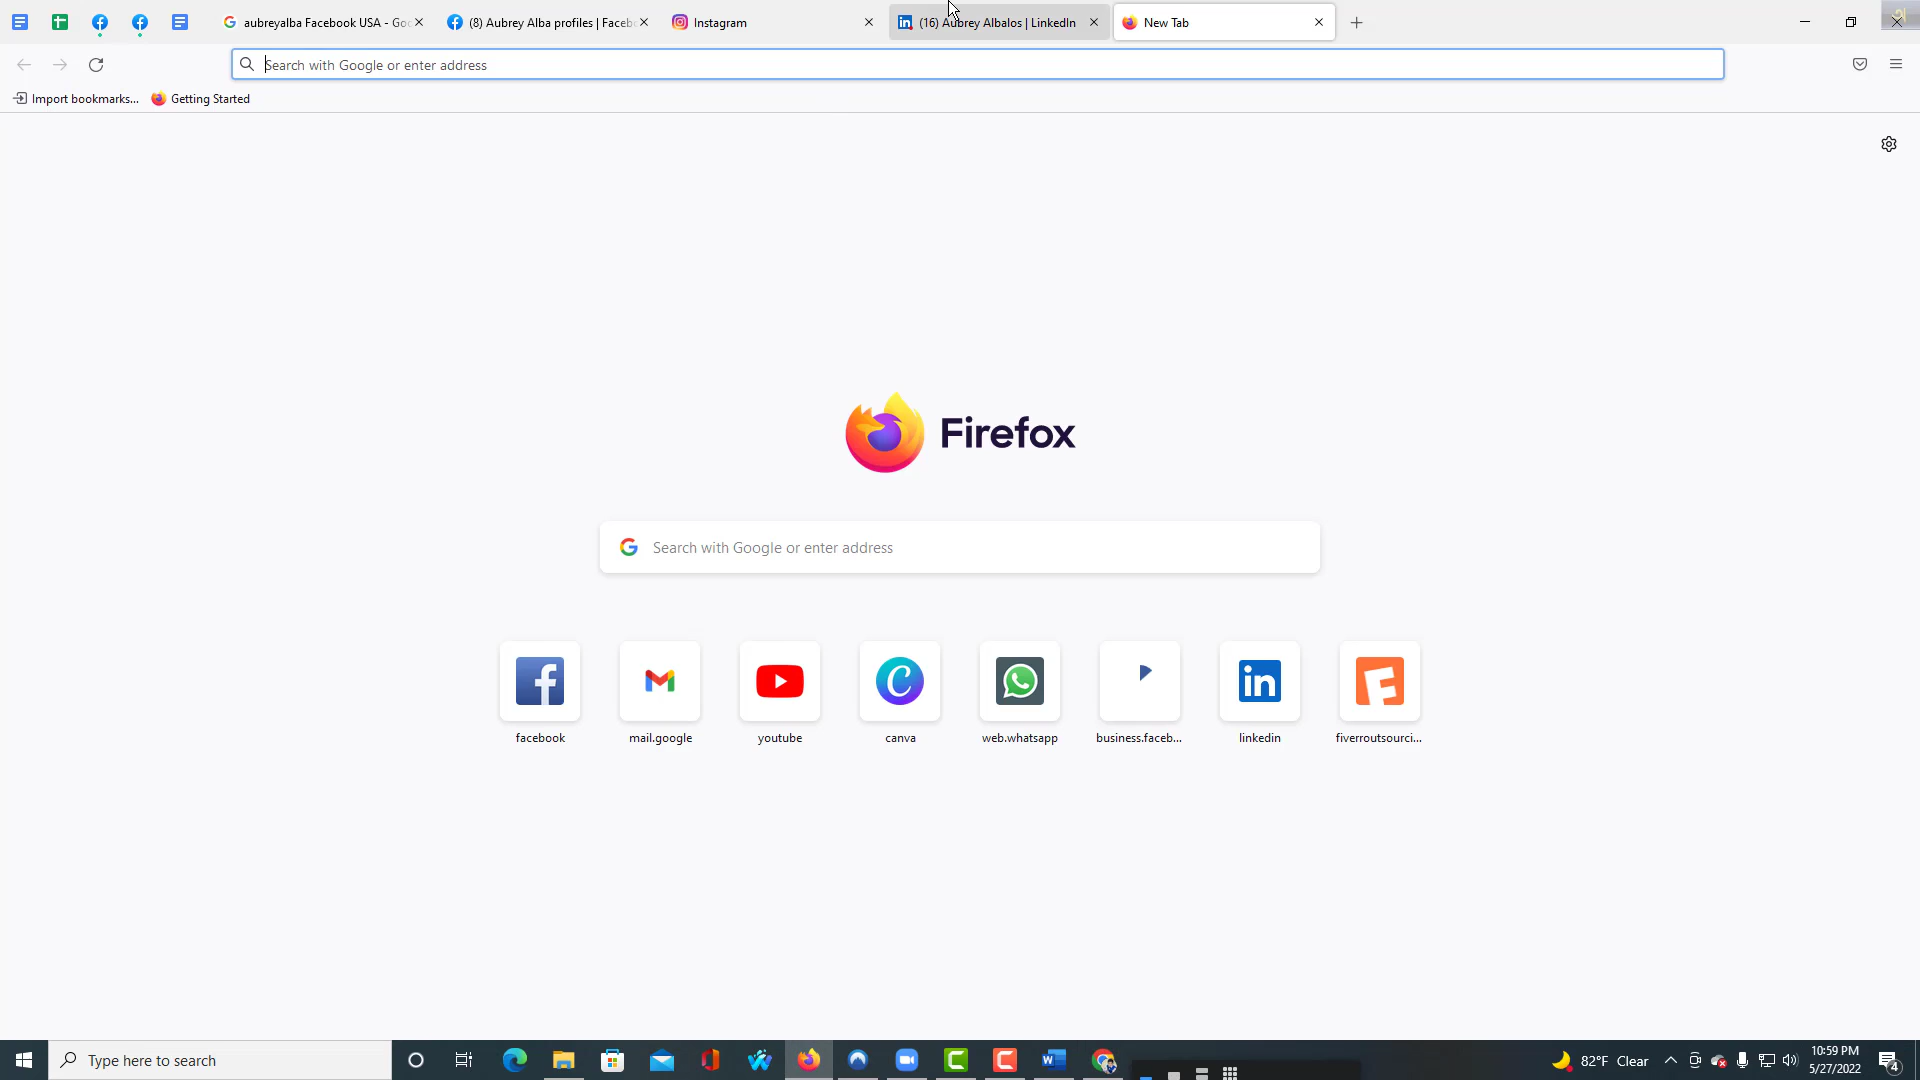 aubreyalba Facebook USA - Goo
(8) Aubrey Alba profiles | Faceb
Instagram
(16) Aubrey Albalos | LinkedIn
New Tab
Search with Google or enter address
Import bookmarks...
Getting Started
Firefox
Search with Google or enter address
facebook
mail.google
youtube
canva
web.whatsapp
business.faceb...
linkedin
fiverroutsourci...
Type here to search
82°F Clear
10:59 PM
5/27/2022
4